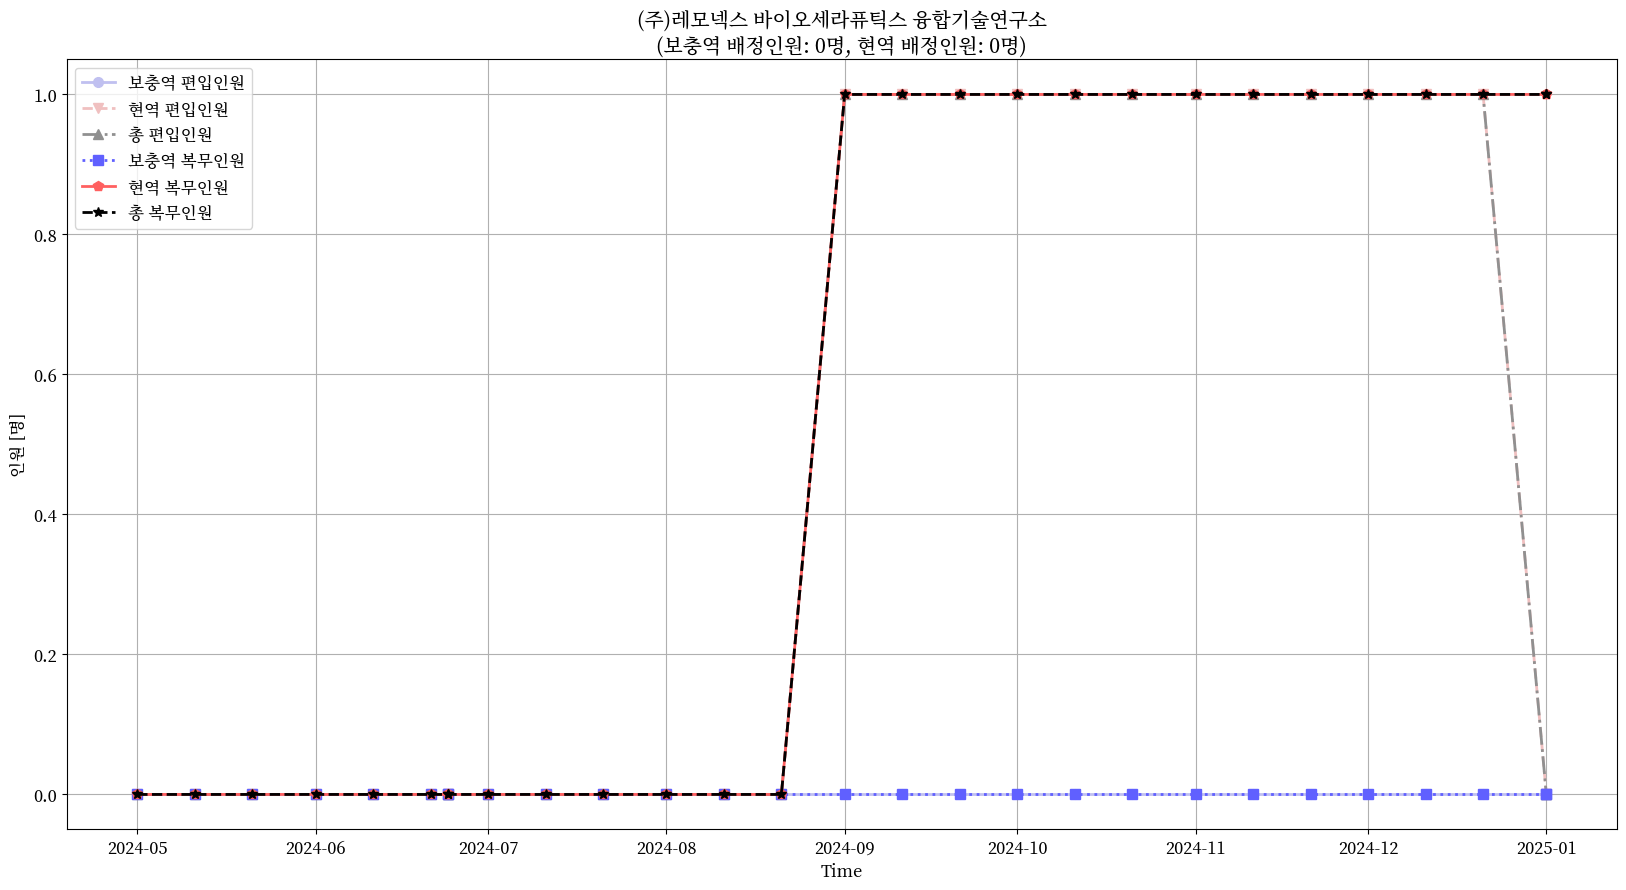 (주)레모넥스 바이오세라퓨틱스 융합기술연구소
(보충역 배정인원: 0명, 현역 배정인원: 0명)
보충역 편입인원
현역 편입인원
총 편입인원
보충역 복무인원
현역 복무인원
총 복무인원
인원 [명]
1.0
0.8
0.6
0.4
0.2
0.0
2024-05 2024-06 2024-07 2024-08 2024-09 2024-10 2024-11 2024-12 2025-01
Time